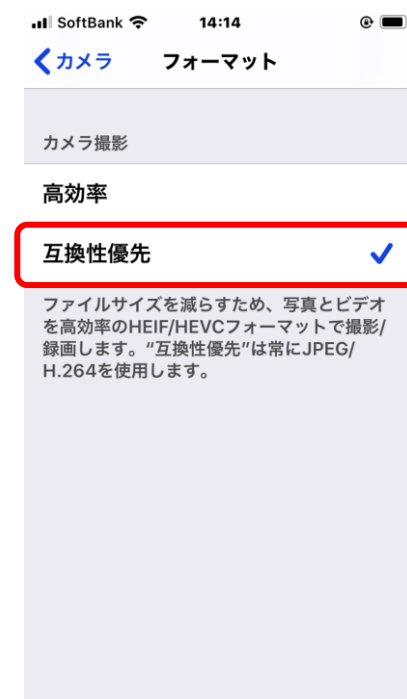 SoftBank 14:14
カメラ フォーマット
カメラ撮影
高効率
互換性優先
ファイルサイズを減らすため、写真とビデオ
を高効率のHEIF/HEVCフォーマットで撮影/
録画します。“互換性優先”は常にJPEG/
H.264を使用します。